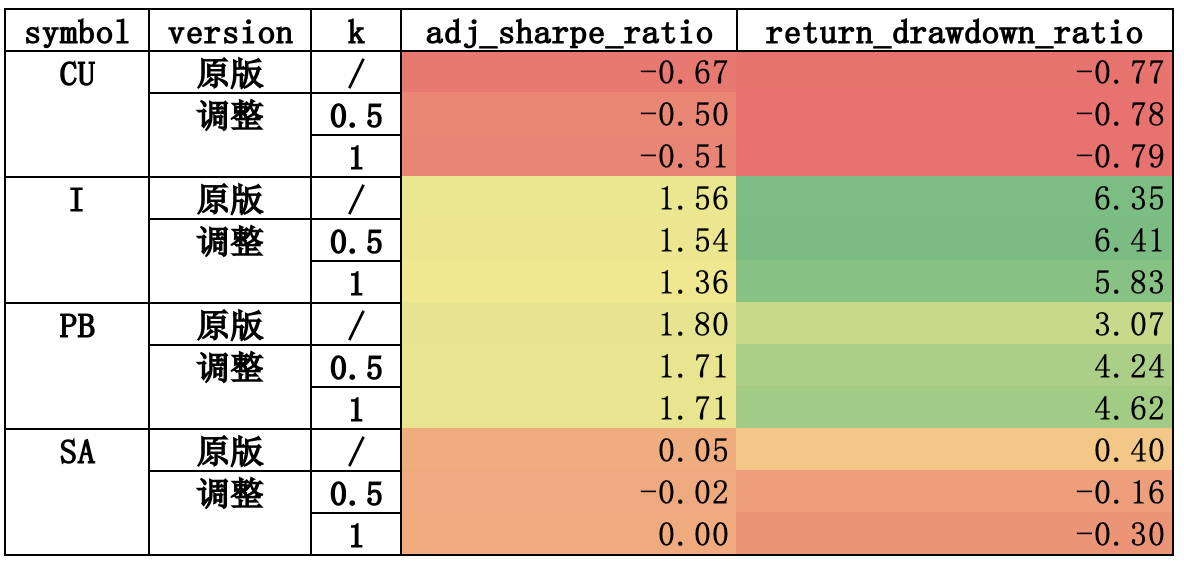 symbol version k adj_sharpe_ratio return_drawdown_ratio
CU 原版 / -0.67 -0.77
调整 0.5 -0.50 -0.78
1 -0.51 -0.79
I 原版 / 1.56 6.35
调整 0.5 1.54 6.41
1 1.36 5.83
PB 原版 / 1.80 3.07
调整 0.5 1.71 4.24
1 1.71 4.62
SA 原版 / 0.05 0.40
调整 0.5 -0.02 -0.16
1 0.00 -0.30